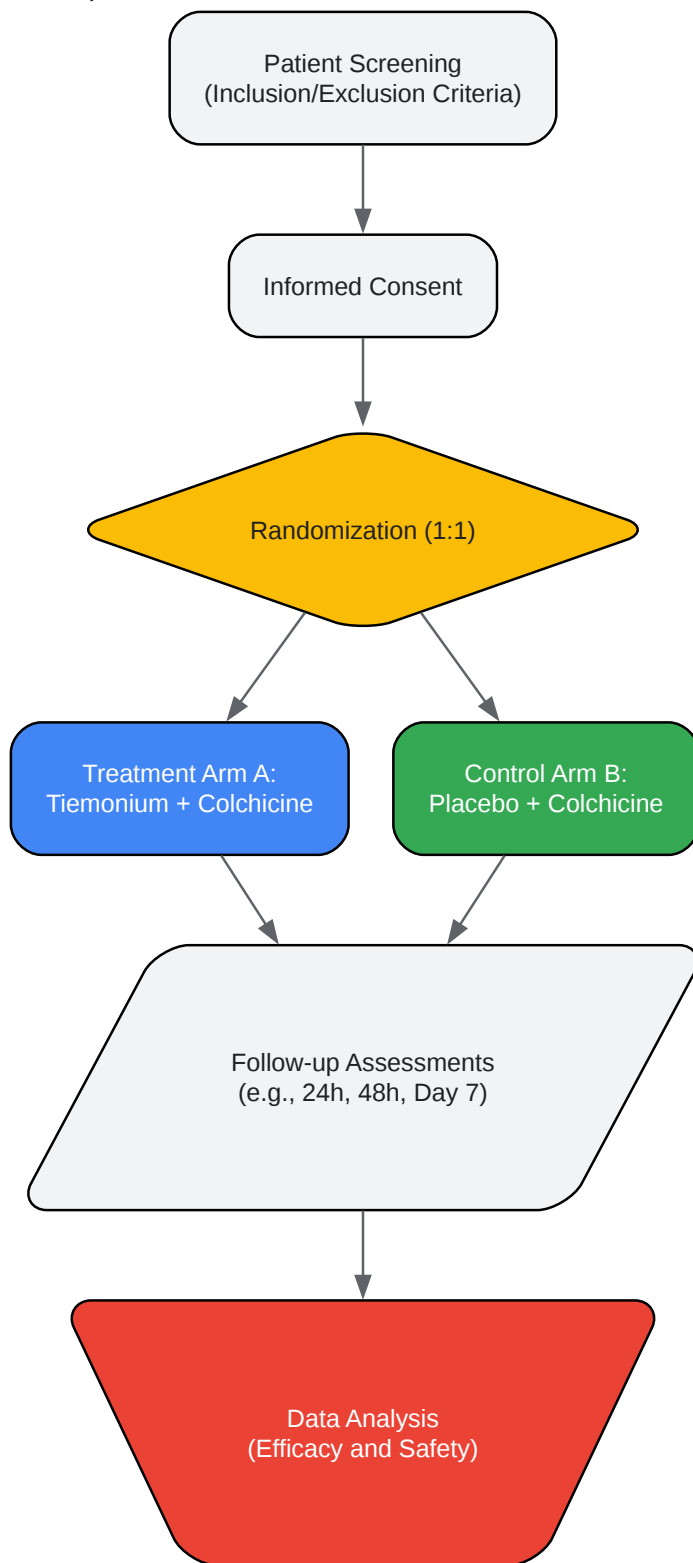 Patient Screening
(Inclusion/Exclusion Criteria)
Informed Consent
Randomization (1:1)
Treatment Arm A:
Tiemonium + Colchicine
Control Arm B:
Placebo + Colchicine
Follow-up Assessments
(e.g., 24h, 48h, Day 7)
Data Analysis
(Efficacy and Safety)